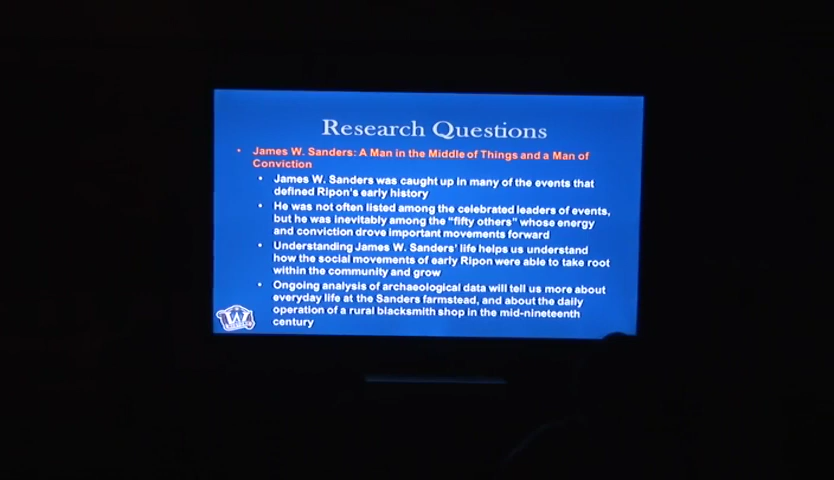 Research Questions
• James W. Sanders: A Man in the Middle of Things and a Man of
Conviction
• James W. Sanders was caught up in many of the events that
defined Ripon's early history
• He was not often listed among the celebrated leaders of events,
but he was inevitably among the "fifty others" whose energy
and conviction drove important movements forward
• Understanding James W. Sanders' life helps us understand
how the social movements of early Ripon were able to take root
within the community and grow
• Ongoing analysis of archaeological data will tell us more about
everyday life at the Sanders farmstead, and about the daily
operation of a rural blacksmith shop in the mid-nineteenth
century
W